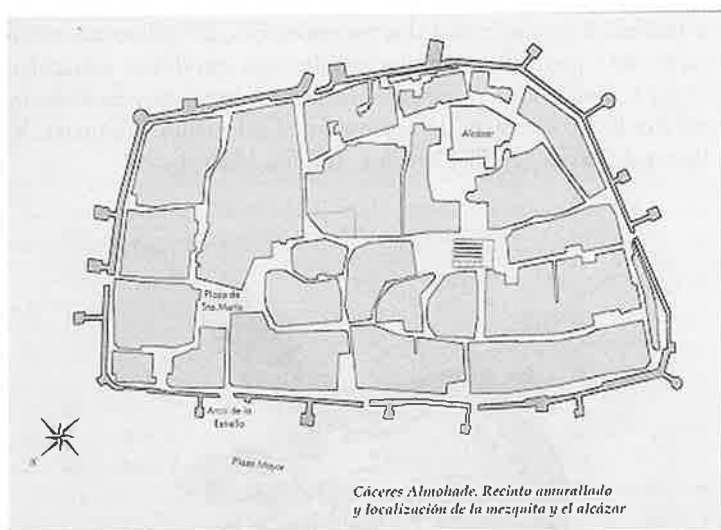 Alcázar
Plaza de
Sta. María
Arco de la
Estrella
Plaza Mayor
Cáceres Almohade. Recinto amurallado
y localización de la mezquita y el alcázar